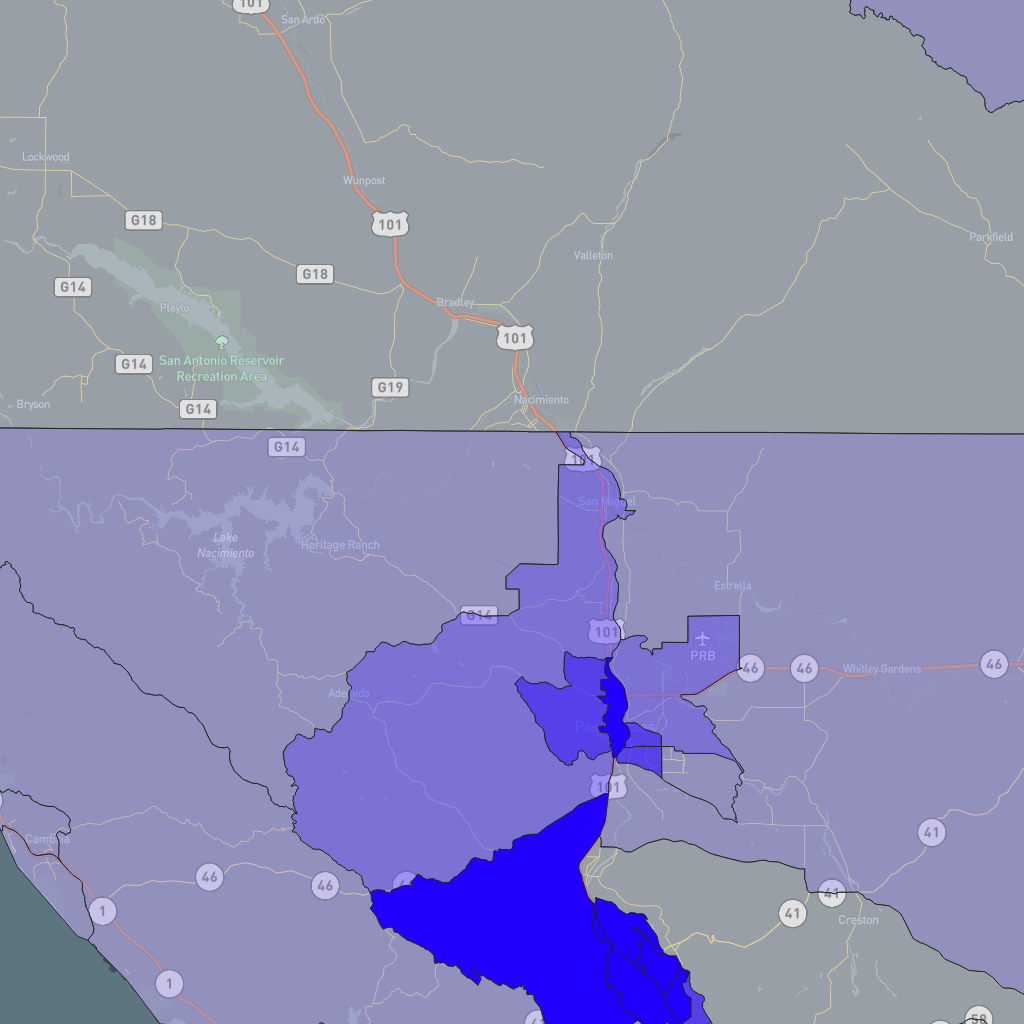 101
San Ardo
Lockwood
Wunpost
G18
101
Parkfield
Valleton
G18
G14
Bradley
Pleyto
101
San Antonio Reservoir
Recreation Area
G14
G19
Nacimiento
Bryson
G14
G14
101
San Miguel
Lake
Nacimiento
Heritage Ranch
Estrella
G14
101
PRB
46
46
46
Whitley Gardens
Adelaida
101
41
Cambria
46
46
41
1
41
Creston
1
58